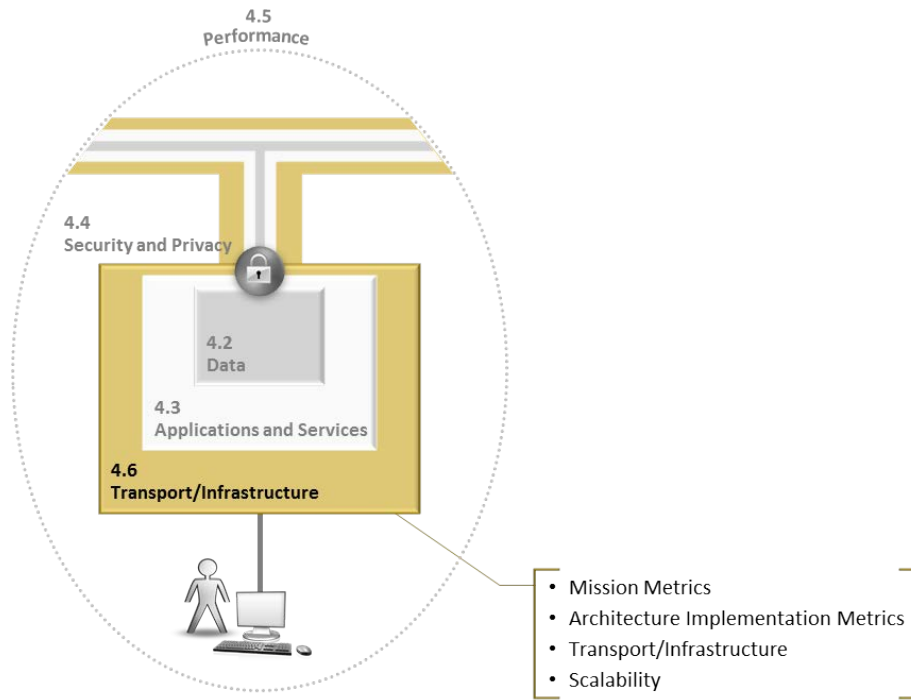 4.5
Performance
4.4
Security and Privacy
4.2
Data
4.3
Applications and Services
4.6
Transport/Infrastructure
• Mission Metrics
• Architecture Implementation Metrics
• Transport/Infrastructure
• Scalability